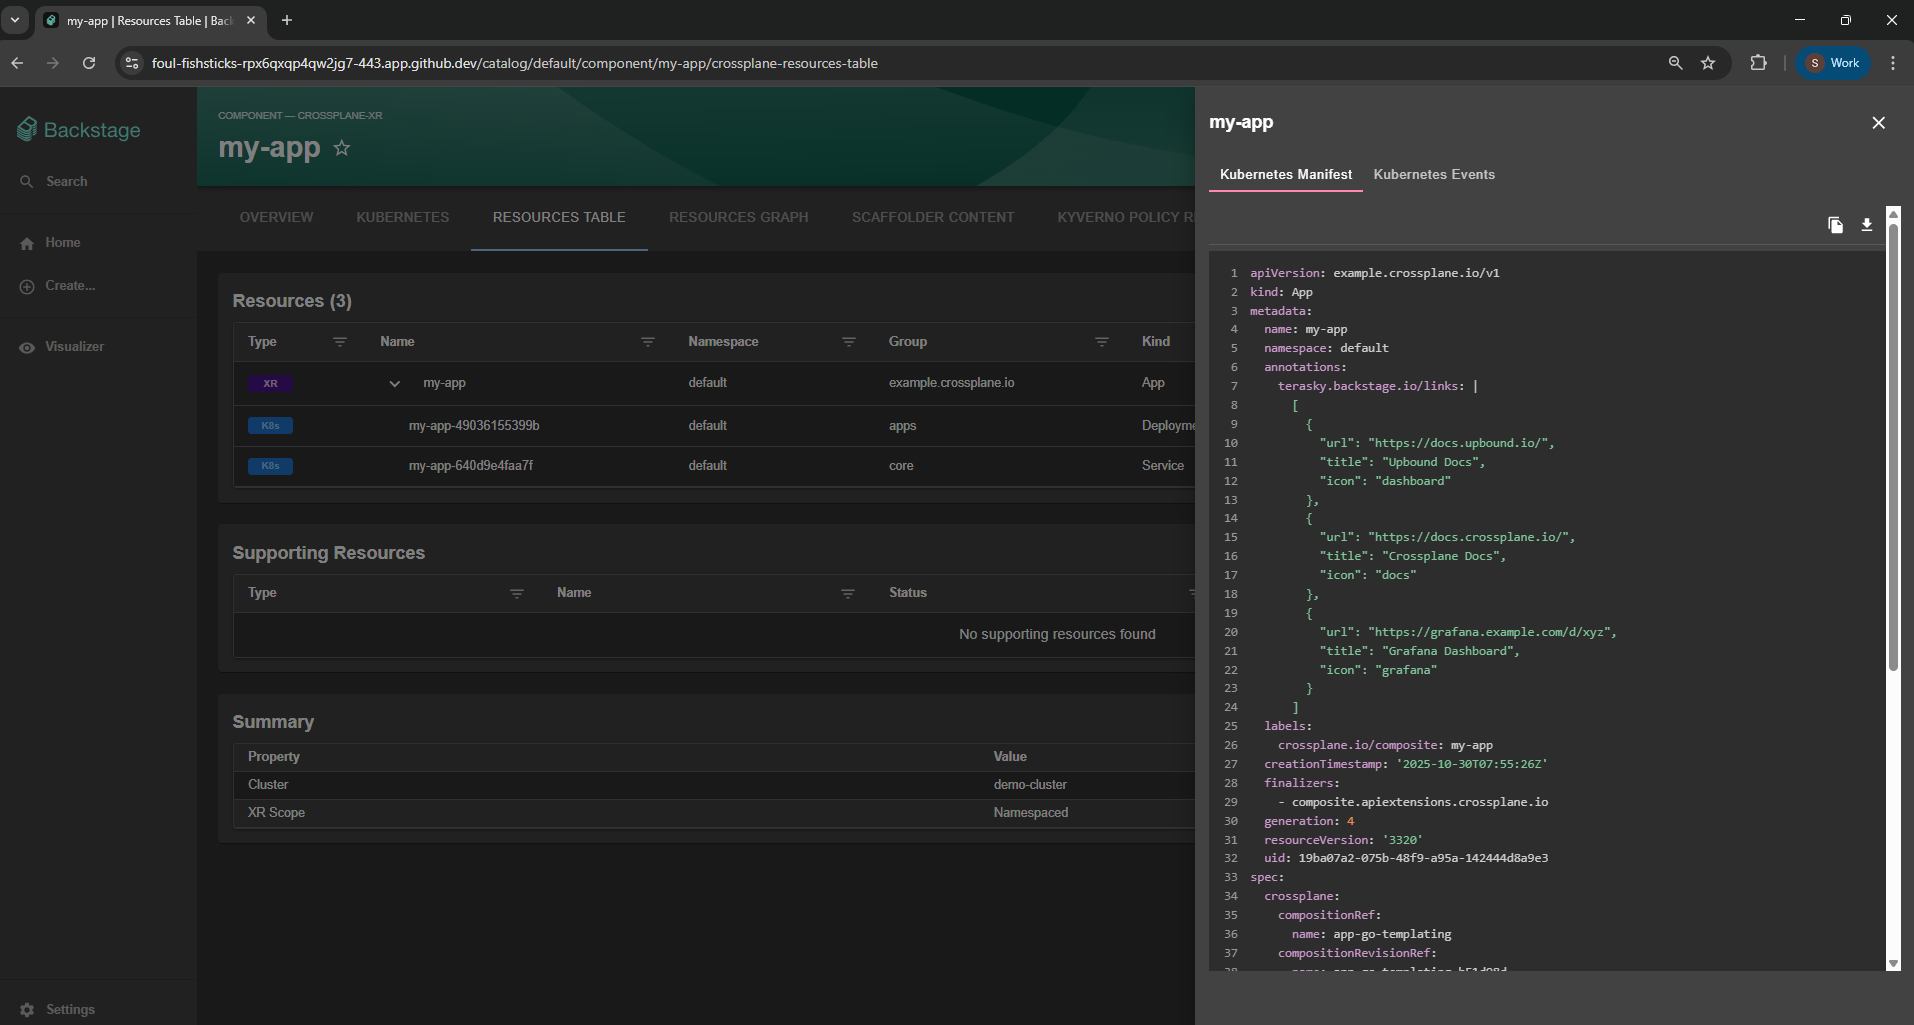 my-app | Resources Table | Bac
foul-fishsticks-rpx6qxqp4qw2jg7-443.app.github.dev/catalog/default/component/my-app/crossplane-resources-table
S Work
Backstage
Search
Home
Create...
Visualizer
Settings
COMPONENT — CROSSPLANE-XR
my-app
OVERVIEW KUBERNETES RESOURCES TABLE RESOURCES GRAPH SCAFFOLDER CONTENT KYVERNO POLICY R
Resources (3)
Type Name Namespace Group Kind
XR my-app default example.crossplane.io App
K8s my-app-49036155399b default apps Deployme
K8s my-app-640d9e4faa7f default core Service
Supporting Resources
Type Name Status
No supporting resources found
Summary
Property Value
Cluster demo-cluster
XR Scope Namespaced
my-app
Kubernetes Manifest Kubernetes Events
1 apiVersion: example.crossplane.io/v1
2 kind: App
3 metadata:
4 name: my-app
5 namespace: default
6 annotations:
7 terasky.backstage.io/links: |
8 [
9 {
10 "url": "https://docs.upbound.io/",
11 "title": "Upbound Docs",
12 "icon": "dashboard"
13 },
14 {
15 "url": "https://docs.crossplane.io/",
16 "title": "Crossplane Docs",
17 "icon": "docs"
18 },
19 {
20 "url": "https://grafana.example.com/d/xyz",
21 "title": "Grafana Dashboard",
22 "icon": "grafana"
23 }
24 ]
25 labels:
26 crossplane.io/composite: my-app
27 creationTimestamp: '2025-10-30T07:55:26Z'
28 finalizers:
29 - composite.apiextensions.crossplane.io
30 generation: 4
31 resourceVersion: '3320'
32 uid: 19ba07a2-075b-48f9-a95a-142444d8a9e3
33 spec:
34 crossplane:
35 compositionRef:
36 name: app-go-templating
37 compositionRevisionRef: